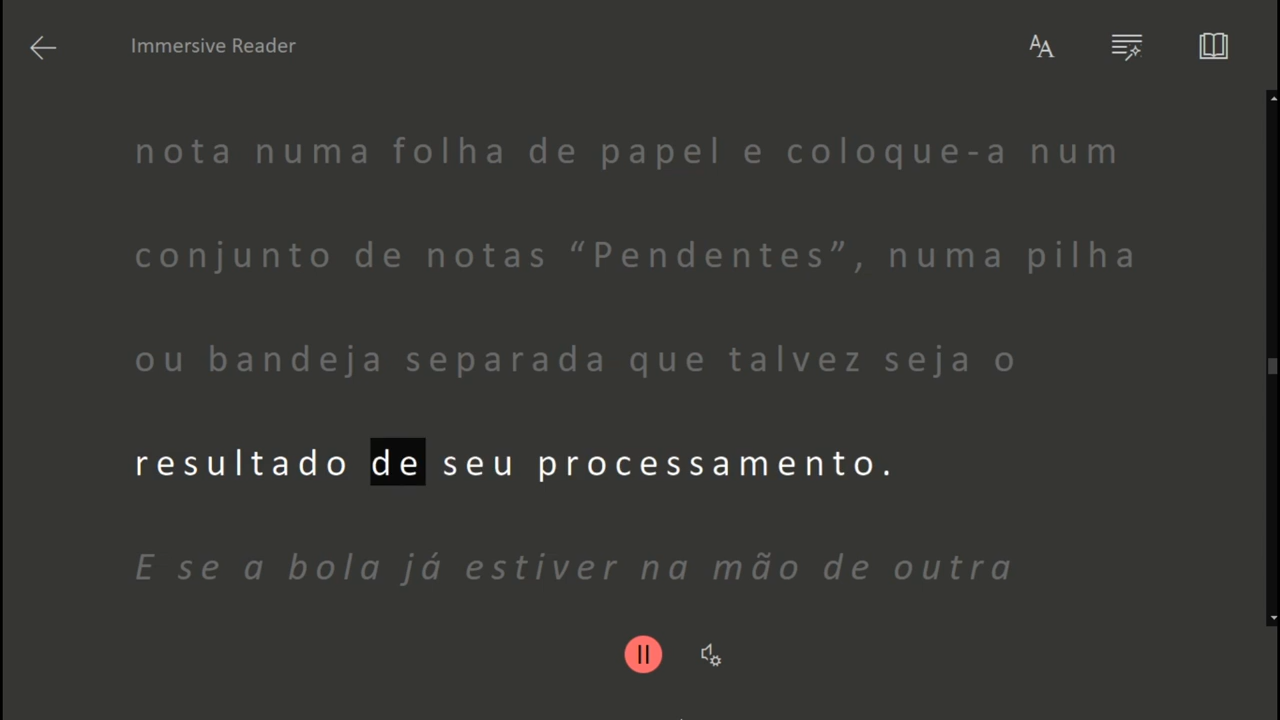 Immersive Reader
nota numa folha de papel e coloque-a num
conjunto de notas “Pendentes”, numa pilha
ou bandeja separada que talvez seja o
resultado de seu processamento.
E se a bola já estiver na mão de outra